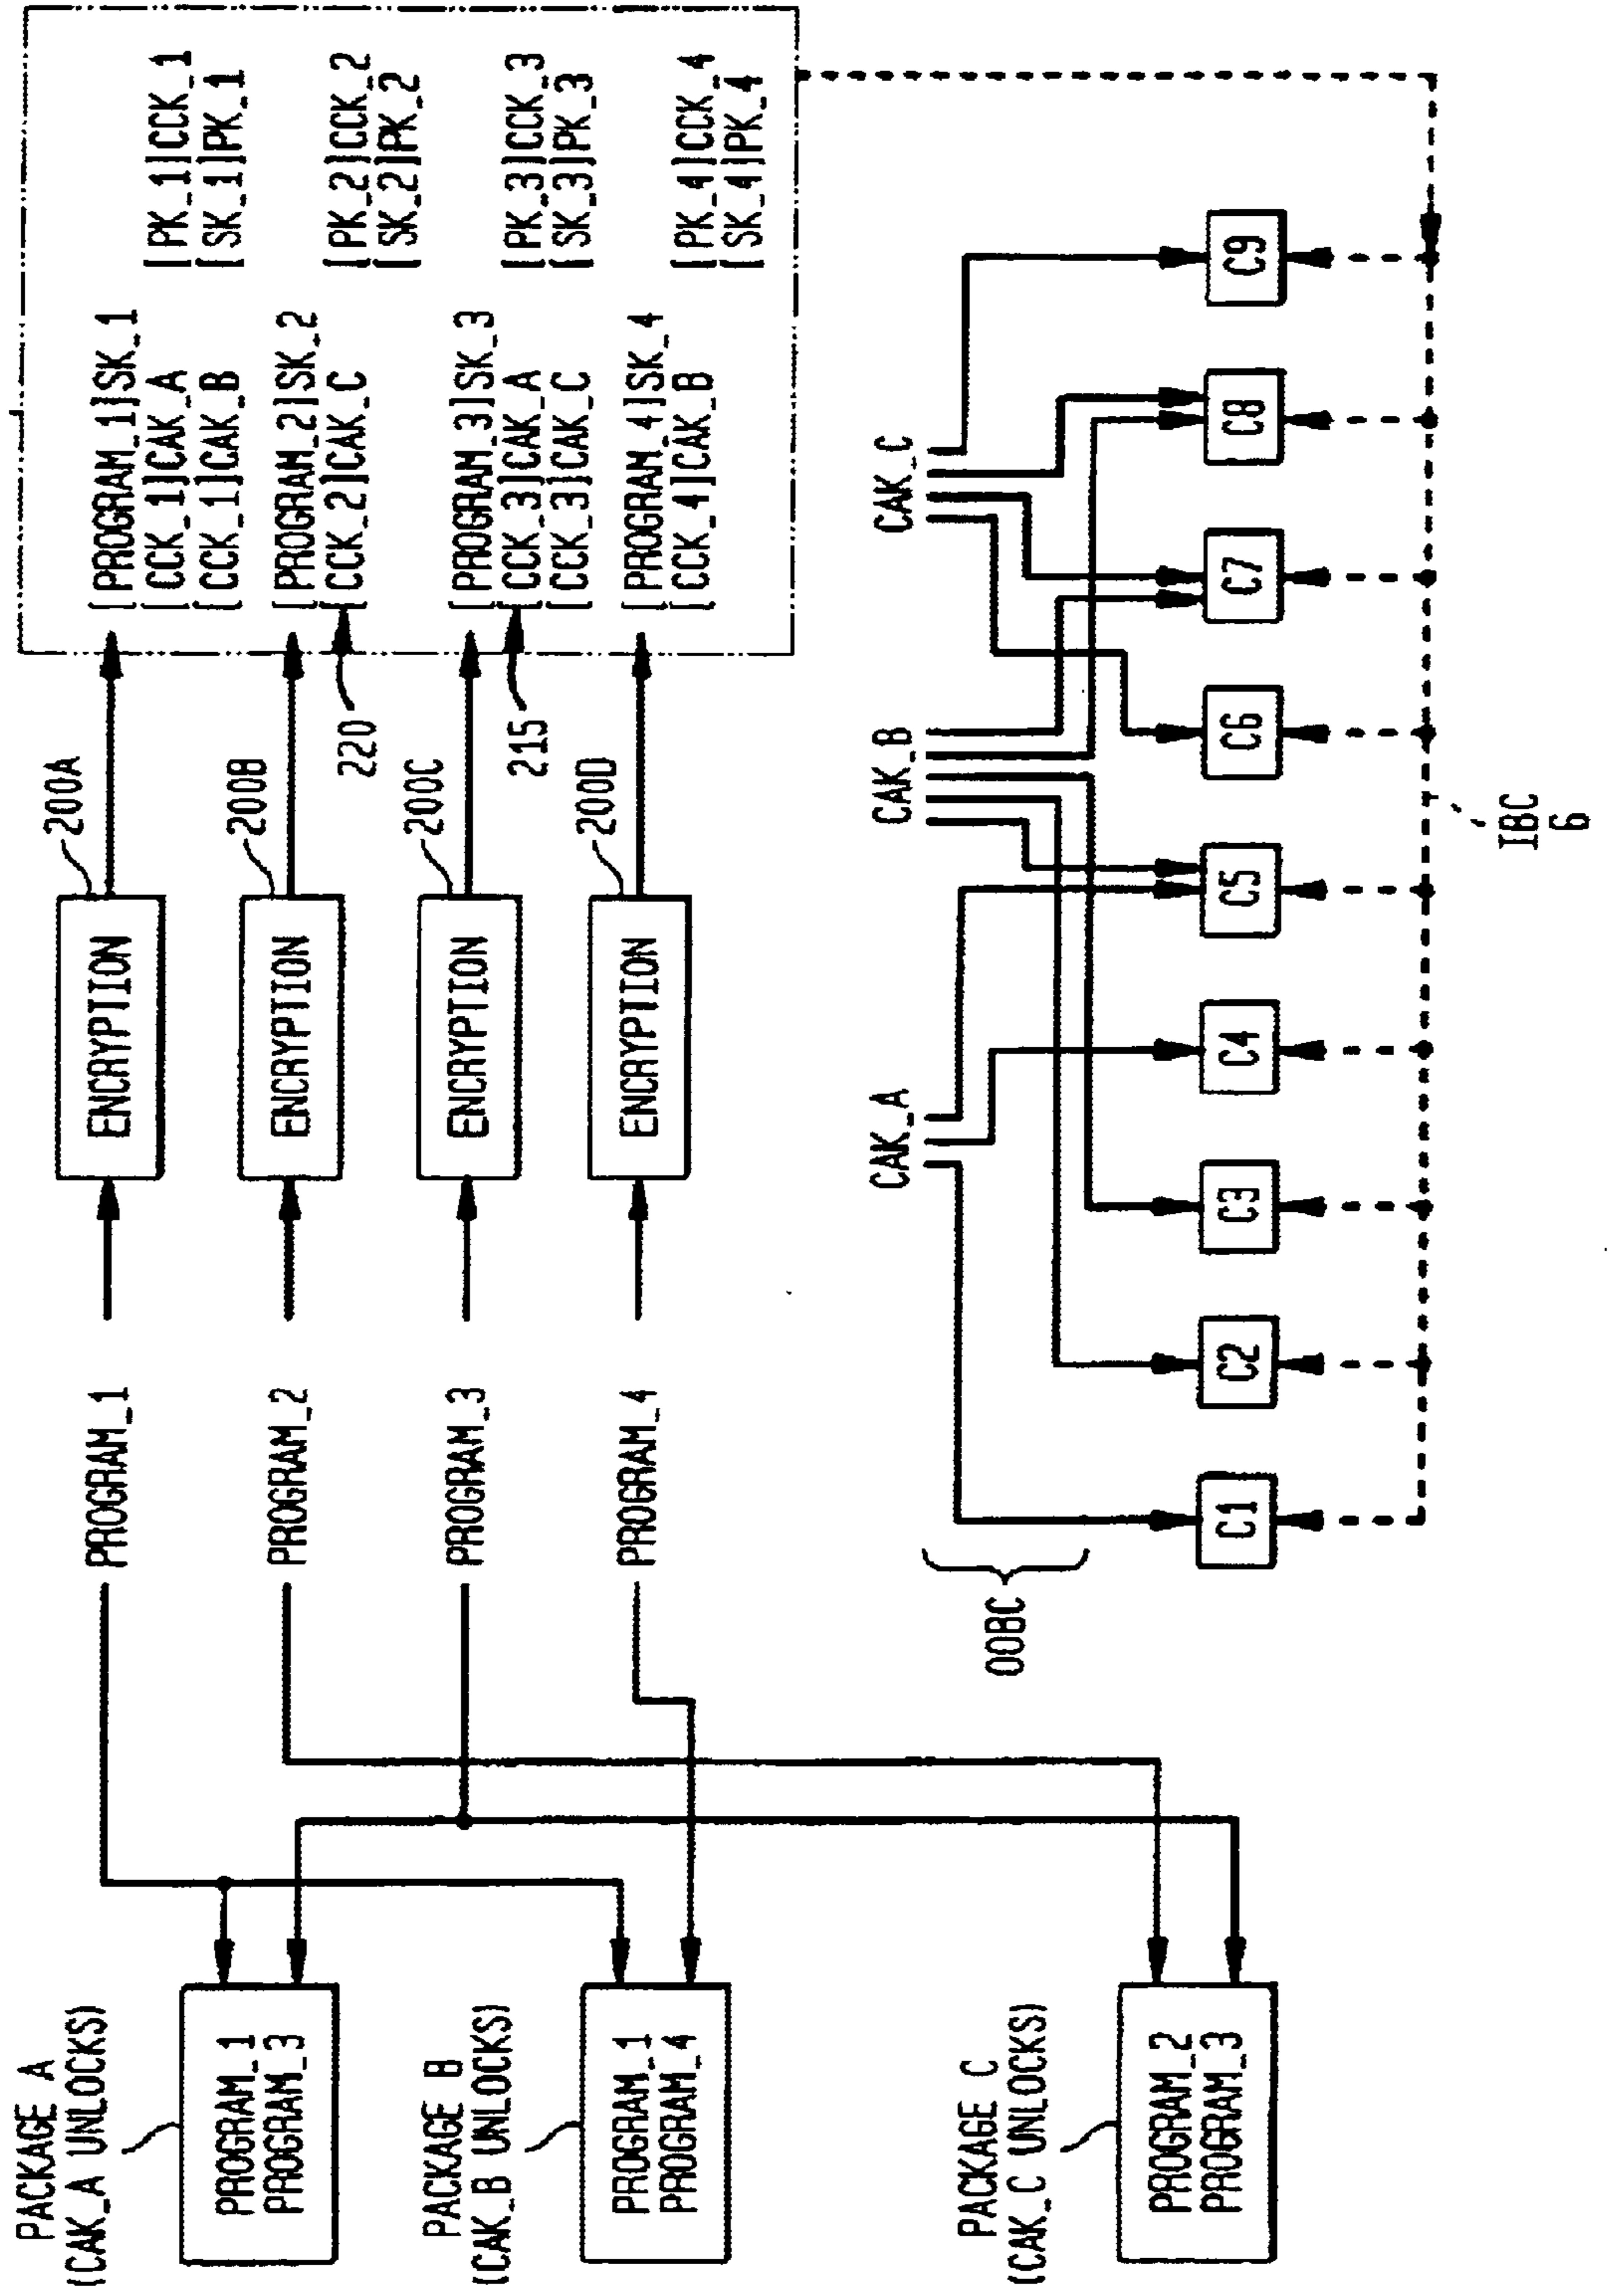 PACKAGE A
(CAK_A UNLOCKS)
PROGRAM_1
PROGRAM_3
PACKAGE B
(CAK_B UNLOCKS)
PROGRAM_1
PROGRAM_4
PACKAGE C
(CAK_C UNLOCKS)
PROGRAM_2
PROGRAM_3
PROGRAM_1
PROGRAM_2
PROGRAM_3
PROGRAM_4
ENCRYPTION
200A
ENCRYPTION
200B
ENCRYPTION
200C
ENCRYPTION
200D
220
215
[PROGRAM_1]SK_1
[CCK_1]CAK_A [PK_1]CCK_1
[CCK_1]CAK_B [SK_1]PK_1
[PROGRAM_2]SK_2
[CCK_2]CAK_C [PK_2]CCK_2
[SK_2]PK_2
[PROGRAM_3]SK_3
[CCK_3]CAK_A [PK_3]CCK_3
[CCK_3]CAK_C [SK_3]PK_3
[PROGRAM_4]SK_4
[CCK_4]CAK_B [PK_4]CCK_4
[SK_4]PK_4
CAK_A
CAK_B
CAK_C
OOBC
C1
C2
C3
C4
C5
C6
C7
C8
C9
IBC
6